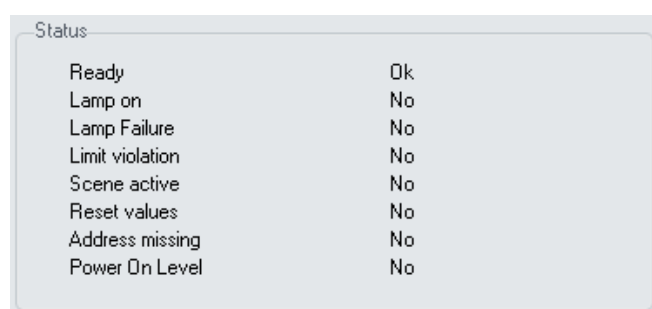 Status
Ready Ok
Lamp on No
Lamp Failure No
Limit violation No
Scene active No
Reset values No
Address missing No
Power On Level No